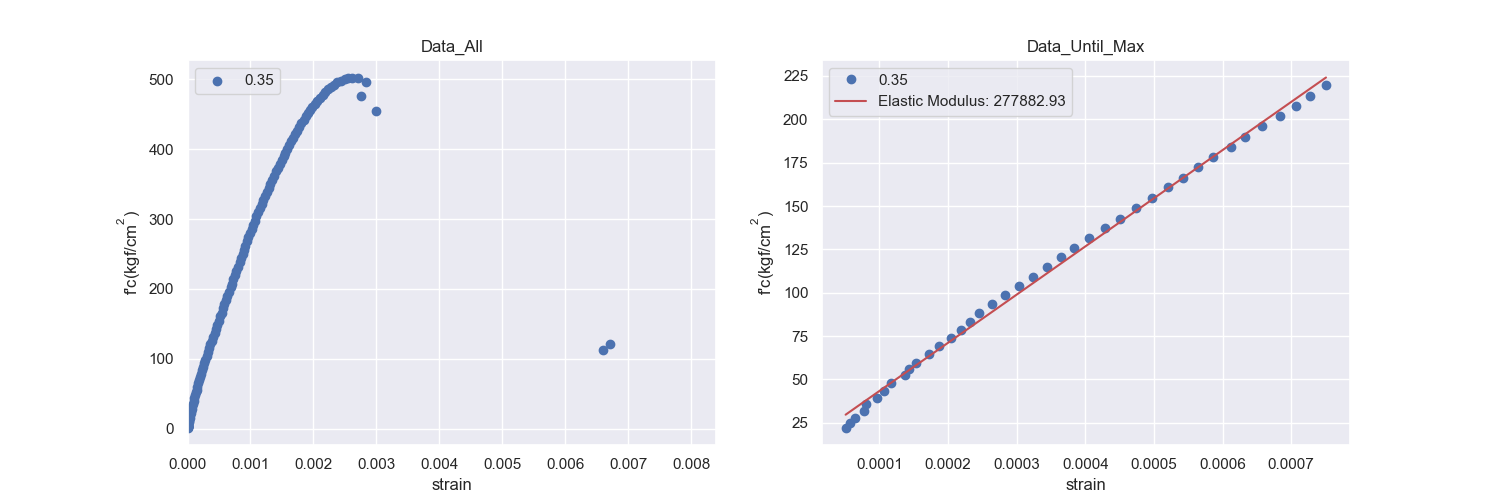 Data_All
0.35
500
400
300
200
100
0
f'c(kgf/cm²)
0.000 0.001 0.002 0.003 0.004 0.005 0.006 0.007 0.008
strain
Data_Until_Max
0.35
Elastic Modulus: 277882.93
225
200
175
150
125
100
75
50
25
f'c(kgf/cm²)
0.0001 0.0002 0.0003 0.0004 0.0005 0.0006 0.0007
strain